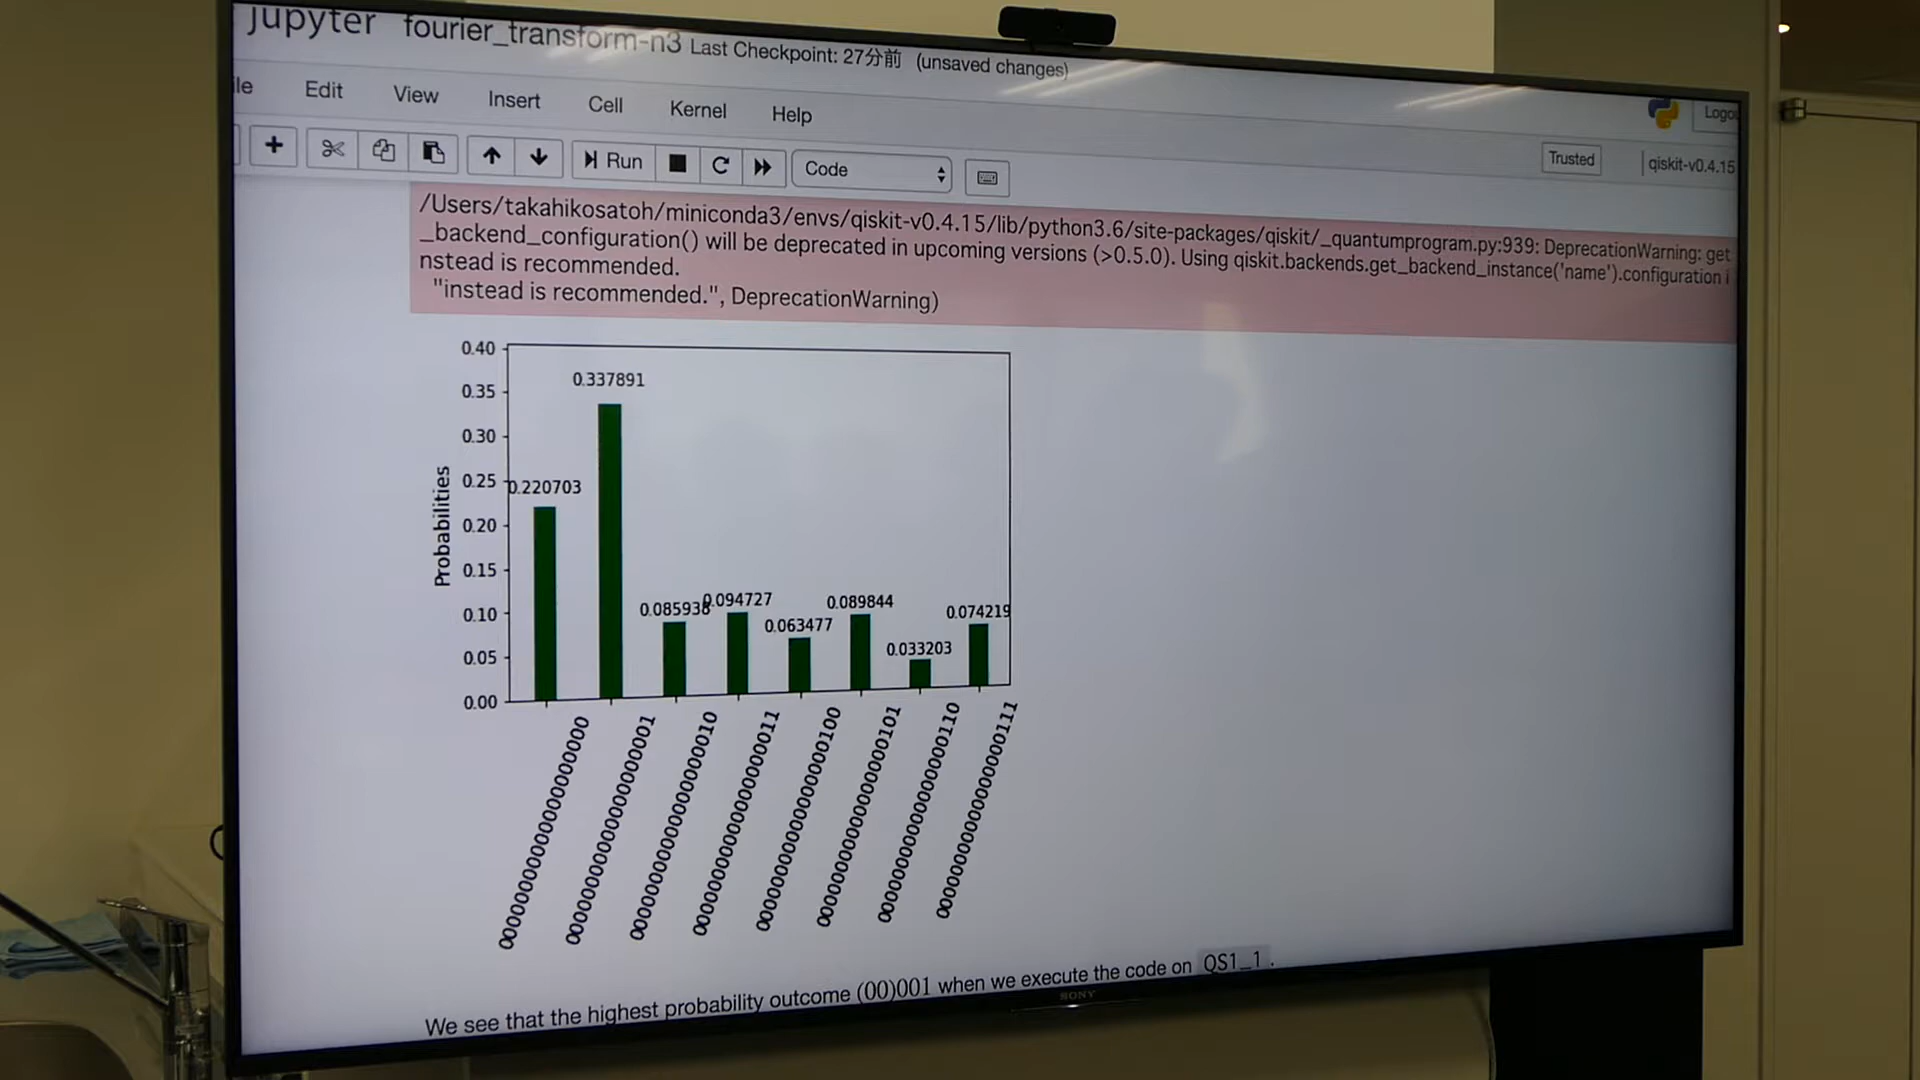 jupyter fourier_transform-n3 Last Checkpoint: 27分前 (unsaved changes)
Logo
ile Edit View Insert Cell Kernel Help
Trusted qiskit-v0.4.15
Run Code
/Users/takahikosatoh/miniconda3/envs/qiskit-v0.4.15/lib/python3.6/site-packages/qiskit/_quantumprogram.py:939: DeprecationWarning: get
_backend_configuration() will be deprecated in upcoming versions (>0.5.0). Using qiskit.backends.get_backend_instance('name').configuration i
nstead is recommended.
"instead is recommended.", DeprecationWarning)
0.40
0.35
0.30
0.25
0.20
0.15
0.10
0.05
0.00
Probabilities
0.220703
0.337891
0.085938
0.094727
0.063477
0.089844
0.033203
0.074219
We see that the highest probability outcome (00)001 when we execute the code on QS1_1 .
SONY